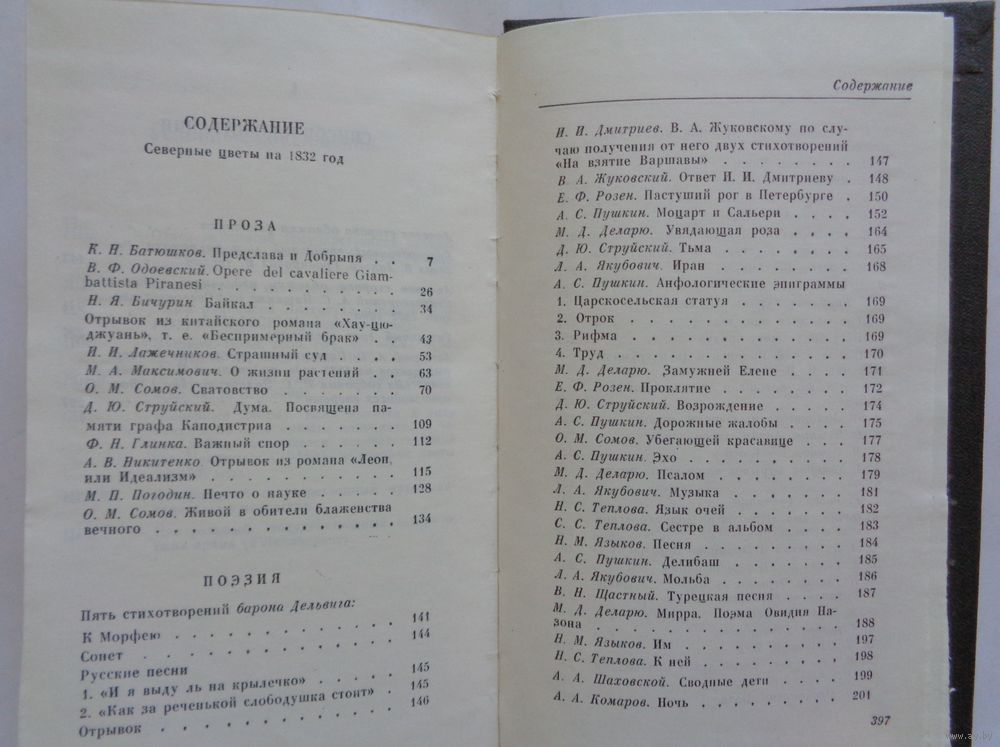 СОДЕРЖАНИЕ
Северные цветы на 1832 год
ПРОЗА
К. Н. Батюшков. Предслава и Добрыня . . 7
В. Ф. Одоевский. Opere del cavaliere Giam-
battista Piranesi . . . . . . . . . . 26
Н. Я. Бичурин. Байкал . . . . . . . . 34
Отрывок из китайского романа «Хау-цю-
джуань», т. е. «Беспримерный брак» . . 43
И. И. Лажечников. Страшный суд . . . . 53
М. А. Максимович. О жизни растений . . 63
О. М. Сомов. Сватовство . . . . . . . 70
Д. Ю. Струйский. Дума. Посвящена па-
мяти графа Каподистриа . . . . . . . 109
Ф. Н. Глинка. Важный спор . . . . . . 112
А. В. Никитенко. Отрывок из романа «Леон,
или Идеализм» . . . . . . . . . . . 115
М. П. Погодин. Нечто о науке . . . . . 128
О. М. Сомов. Живой в обители блаженства
вечного . . . . . . . . . . . . . 134
ПОЭЗИЯ
Пять стихотворений барона Дельвига:
К Морфею . . . . . . . . . . . . 141
Сонет . . . . . . . . . . . . . . 144
Русские песни
1. «И я выду ль на крылечко» . . . . . 145
2. «Как за реченькой слободушка стоит» . 145
Отрывок . . . . . . . . . . . . . 146
Содержание
И. И. Дмитриев. В. А. Жуковскому по слу-
чаю получения от него двух стихотворений
«На взятие Варшавы» . . . . . . . . 147
В. А. Жуковский. Ответ И. И. Дмитриеву . 148
Е. Ф. Розен. Пастуший рог в Петербурге . 150
А. С. Пушкин. Моцарт и Сальери . . . . 152
М. Д. Деларю. Увядающая роза . . . . . 164
Д. Ю. Струйский. Тьма . . . . . . . . 165
Л. А. Якубович. Иран . . . . . . . . 168
А. С. Пушкин. Анфологические эпиграммы
1. Царскосельская статуя . . . . . . . 169
2. Отрок . . . . . . . . . . . . . . 169
3. Рифма . . . . . . . . . . . . . . 169
4. Труд . . . . . . . . . . . . . . 170
М. Д. Деларю. Замужней Елене . . . . . 171
Е. Ф. Розен. Проклятие . . . . . . . . 172
Д. Ю. Струйский. Возрождение . . . . . 174
А. С. Пушкин. Дорожные жалобы . . . . 175
О. М. Сомов. Убегающей красавице . . . 177
А. С. Пушкин. Эхо . . . . . . . . . 178
М. Д. Деларю. Псалом . . . . . . . . 179
Л. А. Якубович. Музыка . . . . . . . 181
Н. С. Теплова. Язык очей . . . . . . . 182
С. С. Теплова. Сестре в альбом . . . . 183
Н. М. Языков. Песня . . . . . . . . . 184
А. С. Пушкин. Делибаш . . . . . . . . 185
Л. А. Якубович. Мольба . . . . . . . 186
В. Н. Щастный. Турецкая песня . . . . 187
М. Д. Деларю. Мирра. Поэма Овидия На-
зона . . . . . . . . . . . . . . . 188
Н. М. Языков. Им . . . . . . . . . . 197
Н. С. Теплова. К ней . . . . . . . . 198
А. А. Шаховской. Сводные дети . . . . 199
А. А. Комаров. Ночь . . . . . . . . 201
397
www.ay.by